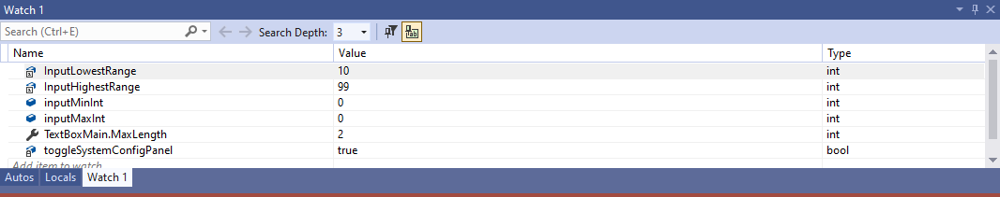 Watch 1
Search (Ctrl+E) Search Depth: 3
Name Value Type
InputLowestRange 10 int
InputHighestRange 99 int
inputMinInt 0 int
inputMaxInt 0 int
TextBoxMain.MaxLength 2 int
toggleSystemConfigPanel true bool
Add item to watch
Autos Locals Watch 1